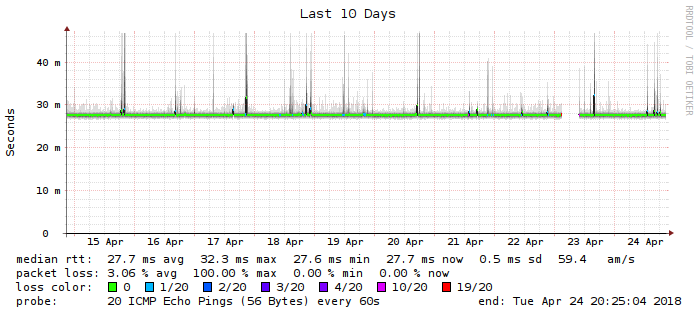 Last 10 Days
RRDTOOL / TOBI OETIKER
Seconds
40 m
30 m
20 m
10 m
0
15 Apr 16 Apr 17 Apr 18 Apr 19 Apr 20 Apr 21 Apr 22 Apr 23 Apr 24 Apr
median rtt: 27.7 ms avg 32.3 ms max 27.6 ms min 27.7 ms now 0.5 ms sd 59.4 am/s
packet loss: 3.06 % avg 100.00 % max 0.00 % min 0.00 % now
loss color: 0 1/20 2/20 3/20 4/20 10/20 19/20
probe: 20 ICMP Echo Pings (56 Bytes) every 60s end: Tue Apr 24 20:25:04 2018